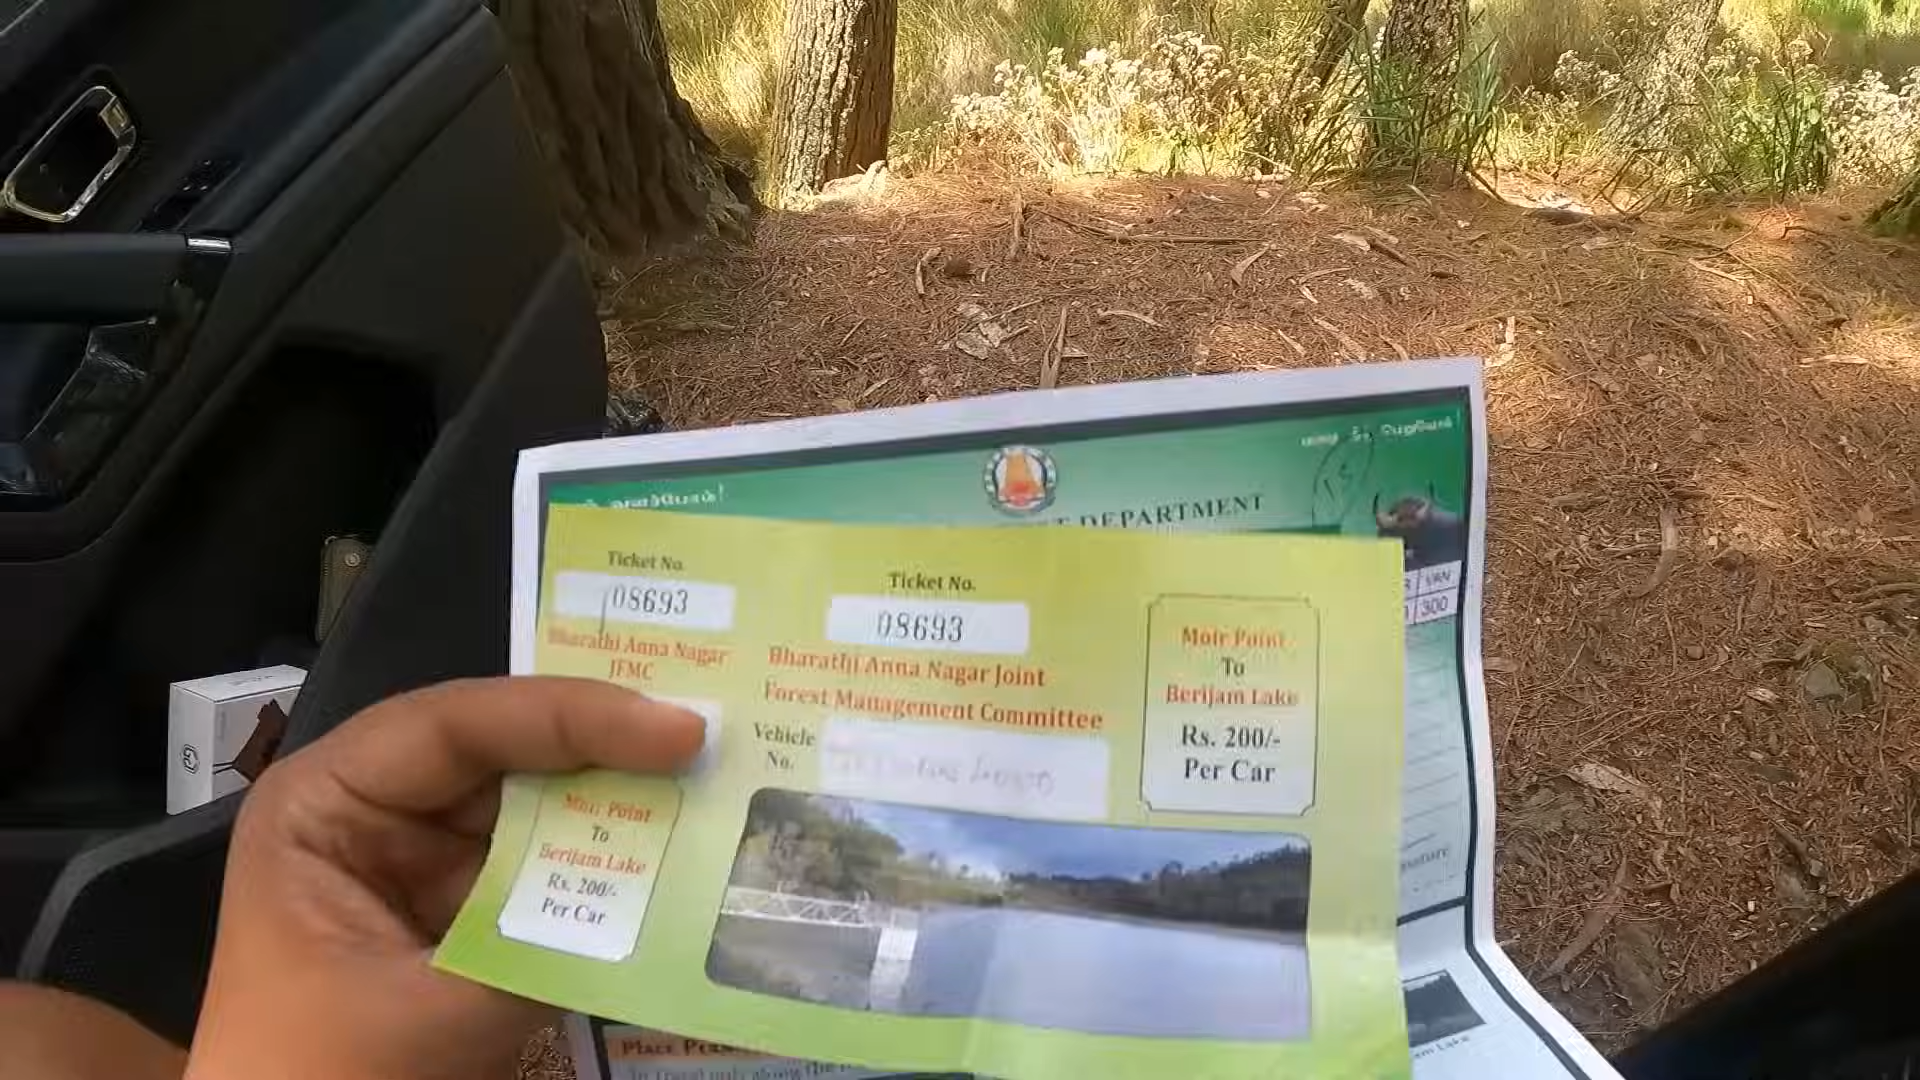 DEPARTMENT
VAN
300
Ticket No.
08693
Bharathi Anna Nagar
JFMC
Moir Point
To
Berijam Lake
Rs. 200/-
Per Car
Ticket No.
08693
Bharathi Anna Nagar Joint
Forest Management Committee
Vehicle
No.
Moir Point
To
Berijam Lake
Rs. 200/-
Per Car
Lake
PLACE